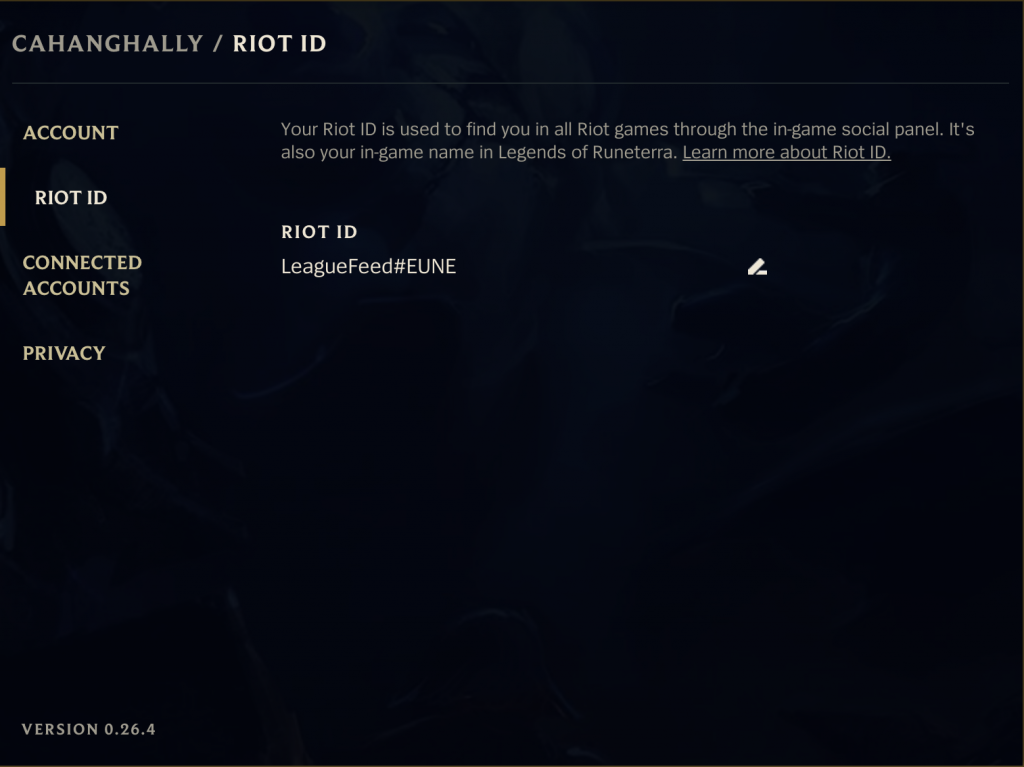 CAHANGHALLY / RIOT ID
ACCOUNT
RIOT ID
CONNECTED
ACCOUNTS
PRIVACY
Your Riot ID is used to find you in all Riot games through the in-game social panel. It's
also your in-game name in Legends of Runeterra. Learn more about Riot ID.
RIOT ID
LeagueFeed#EUNE
VERSION 0.26.4